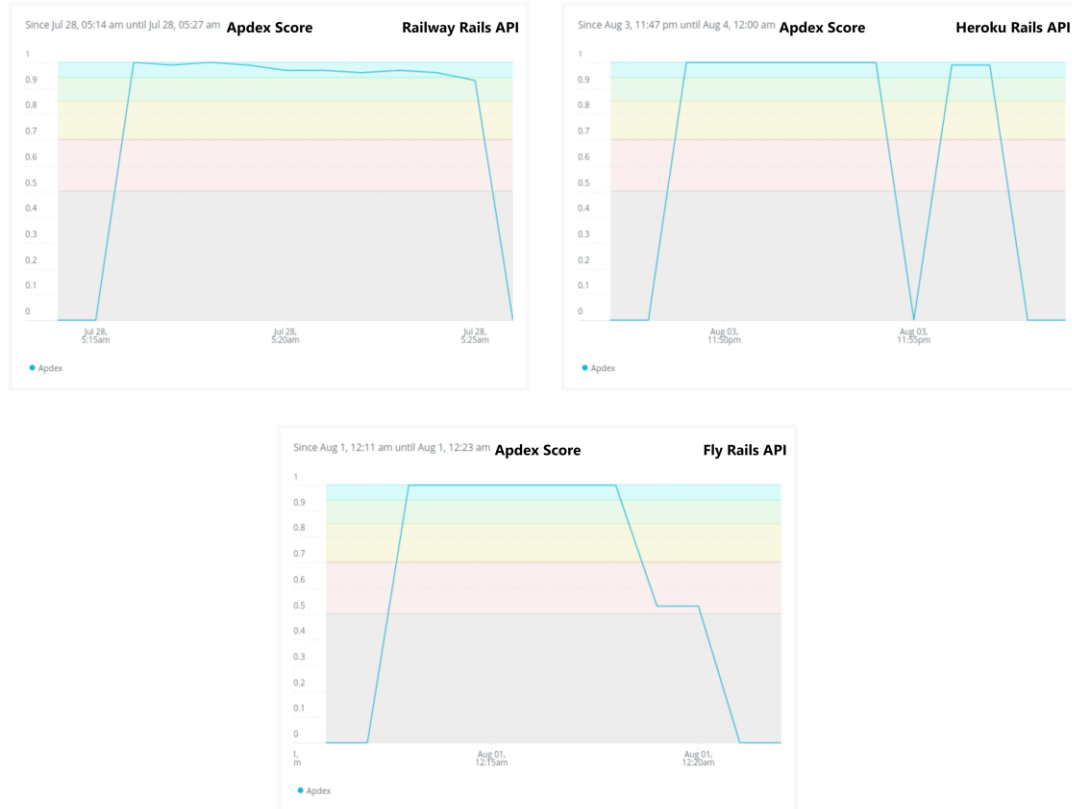 Since Jul 28, 05:14 am until Jul 28, 05:27 am Apdex Score Railway Rails API
1
0.9
0.8
0.7
0.6
0.5
0.4
0.3
0.2
0.1
0
Jul 28,
5:15am
Jul 28,
5:20am
Jul 28,
5:25am
Apdex
Since Aug 3, 11:47 pm until Aug 4, 12:00 am Apdex Score Heroku Rails API
1
0.9
0.8
0.7
0.6
0.5
0.4
0.3
0.2
0.1
0
Aug 03,
11:50pm
Aug 03,
11:55pm
Apdex
Since Aug 1, 12:11 am until Aug 1, 12:23 am Apdex Score Fly Rails API
1
0.9
0.8
0.7
0.6
0.5
0.4
0.3
0.2
0.1
0
1,
m
Aug 01,
12:15am
Aug 01,
12:20am
Apdex